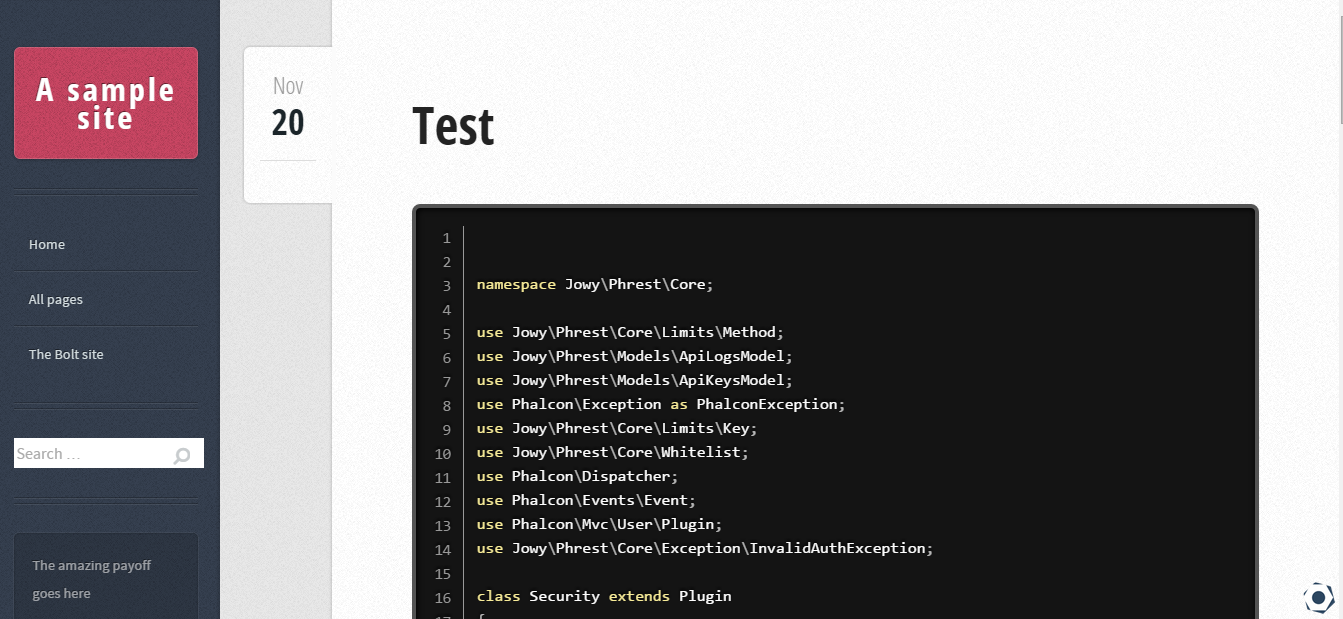 A sample
site
Home
All pages
The Bolt site
Search …
The amazing payoff
goes here
Nov
20
Test
1
2
3 namespace Jowy\Phrest\Core;
4
5 use Jowy\Phrest\Core\Limits\Method;
6 use Jowy\Phrest\Models\ApiLogsModel;
7 use Jowy\Phrest\Models\ApiKeysModel;
8 use Phalcon\Exception as PhalconException;
9 use Jowy\Phrest\Core\Limits\Key;
10 use Jowy\Phrest\Core\Whitelist;
11 use Phalcon\Dispatcher;
12 use Phalcon\Events\Event;
13 use Phalcon\Mvc\User\Plugin;
14 use Jowy\Phrest\Core\Exception\InvalidAuthException;
15
16 class Security extends Plugin
17 {